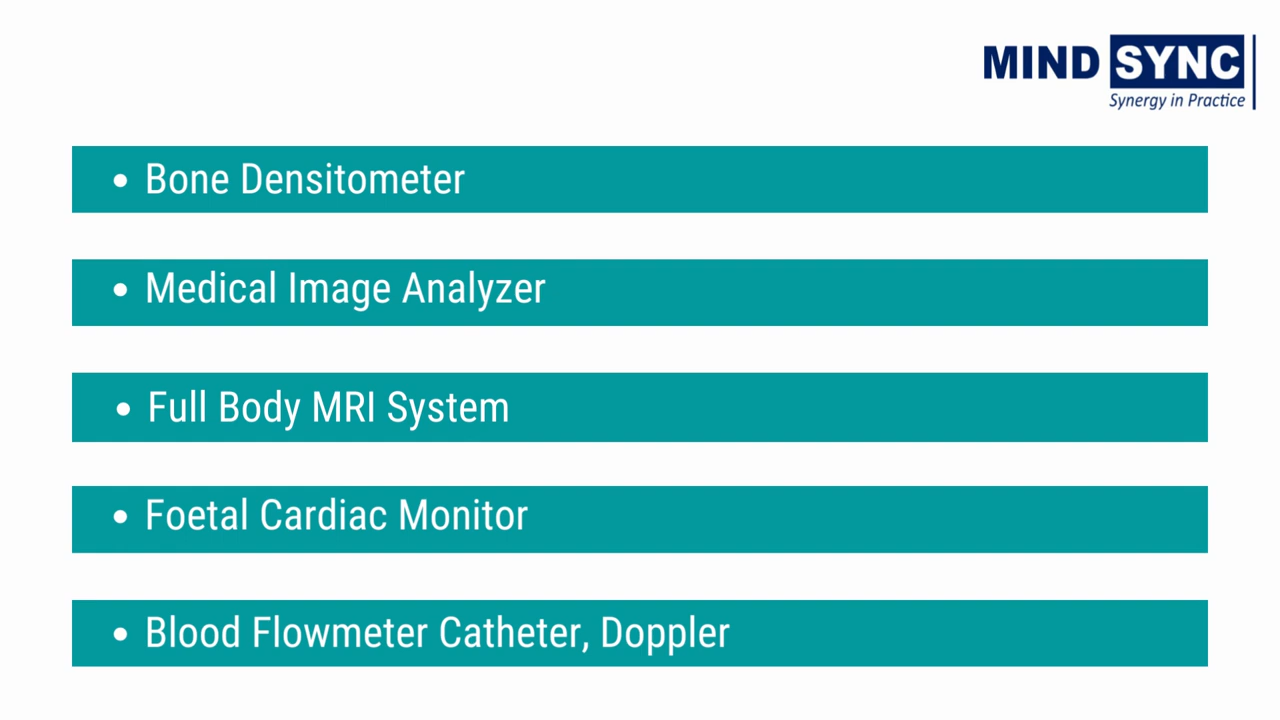 MIND SYNC
Synergy in Practice
• Bone Densitometer
• Medical Image Analyzer
• Full Body MRI System
• Foetal Cardiac Monitor
• Blood Flowmeter Catheter, Doppler